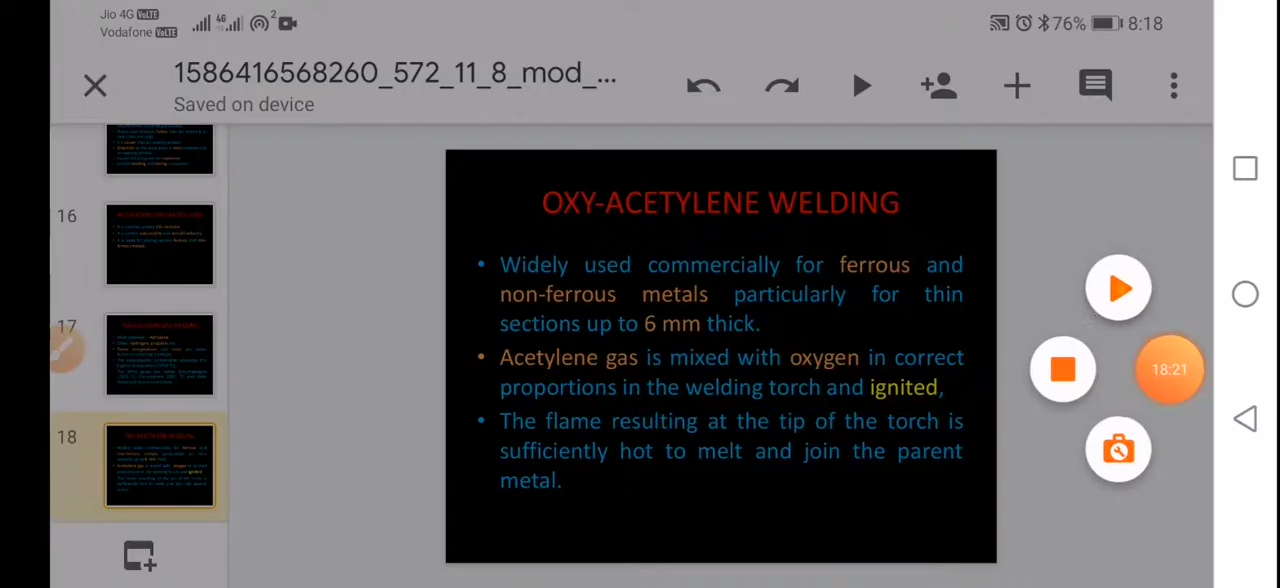 Jio 4G VoLTE
Vodafone VoLTE
4G
2
76%
8:18
1586416568260_572_11_8_mod_...
Saved on device
16
17
18
OXY-ACETYLENE WELDING
• Widely used commercially for ferrous and
non-ferrous metals particularly for thin
sections up to 6 mm thick.
• Acetylene gas is mixed with oxygen in correct
proportions in the welding torch and ignited,
• The flame resulting at the tip of the torch is
sufficiently hot to melt and join the parent
metal.
18:21